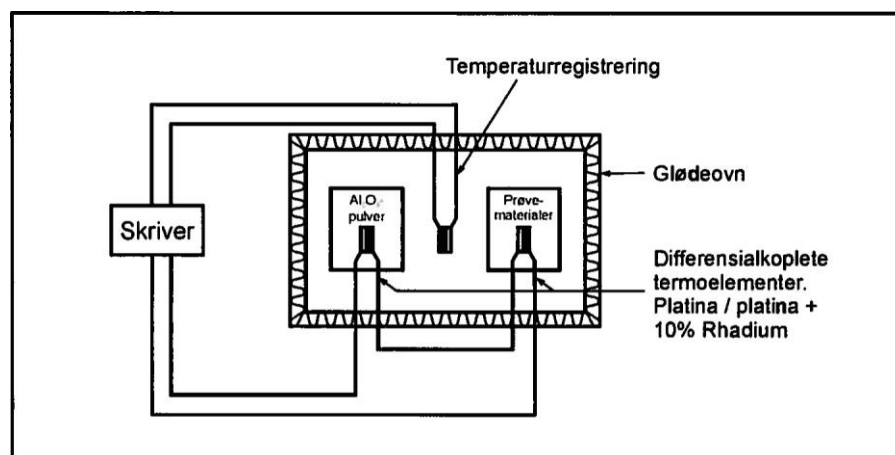 Temperaturregistrering
Glødeovn
Al₂O₃-
pulver
Prøve-
materialer
Skriver
Differensialkoplete
termoelementer.
Platina / platina +
10% Rhadium